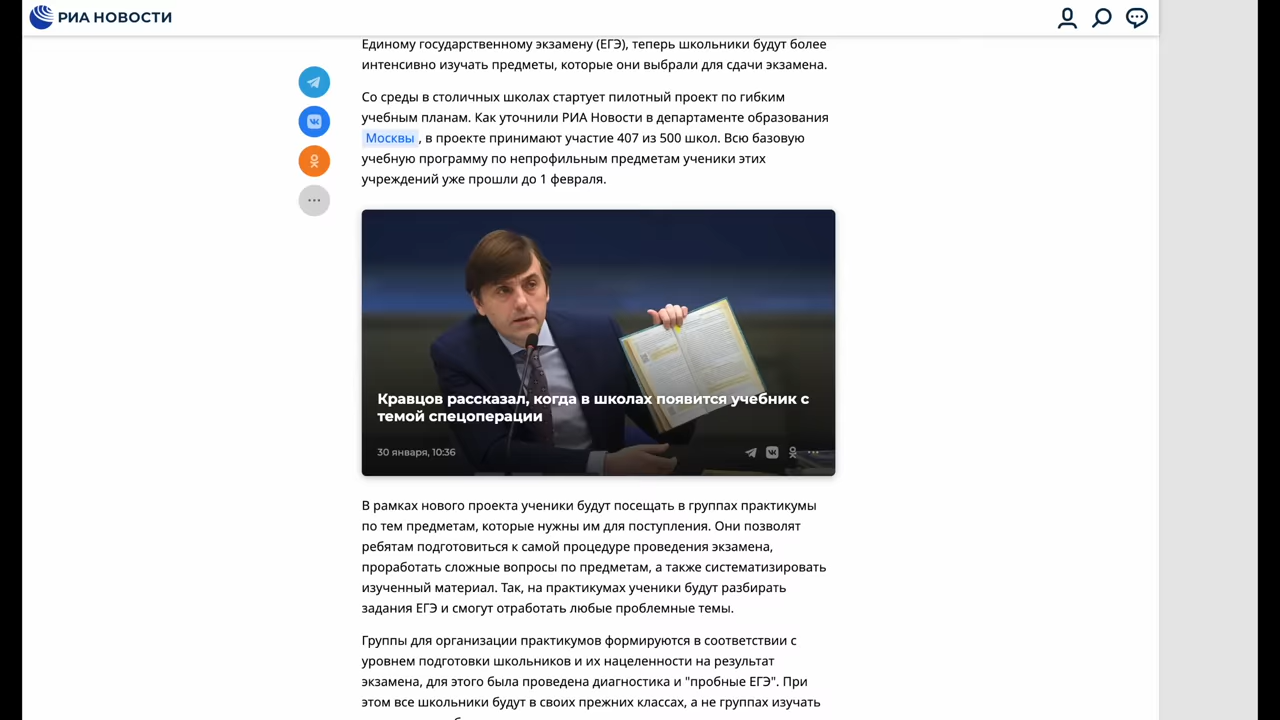 РИА НОВОСТИ
Единому государственному экзамену (ЕГЭ), теперь школьники будут более
интенсивно изучать предметы, которые они выбрали для сдачи экзамена.
Со среды в столичных школах стартует пилотный проект по гибким
учебным планам. Как уточнили РИА Новости в департаменте образования
Москвы , в проекте принимают участие 407 из 500 школ. Всю базовую
учебную программу по непрофильным предметам ученики этих
учреждений уже прошли до 1 февраля.
Кравцов рассказал, когда в школах появится учебник с
темой спецоперации
30 января, 10:36
В рамках нового проекта ученики будут посещать в группах практикумы
по тем предметам, которые нужны им для поступления. Они позволят
ребятам подготовиться к самой процедуре проведения экзамена,
проработать сложные вопросы по предметам, а также систематизировать
изученный материал. Так, на практикумах ученики будут разбирать
задания ЕГЭ и смогут отработать любые проблемные темы.
Группы для организации практикумов формируются в соответствии с
уровнем подготовки школьников и их нацеленности на результат
экзамена, для этого была проведена диагностика и "пробные ЕГЭ". При
этом все школьники будут в своих прежних классах, а не группах изучать